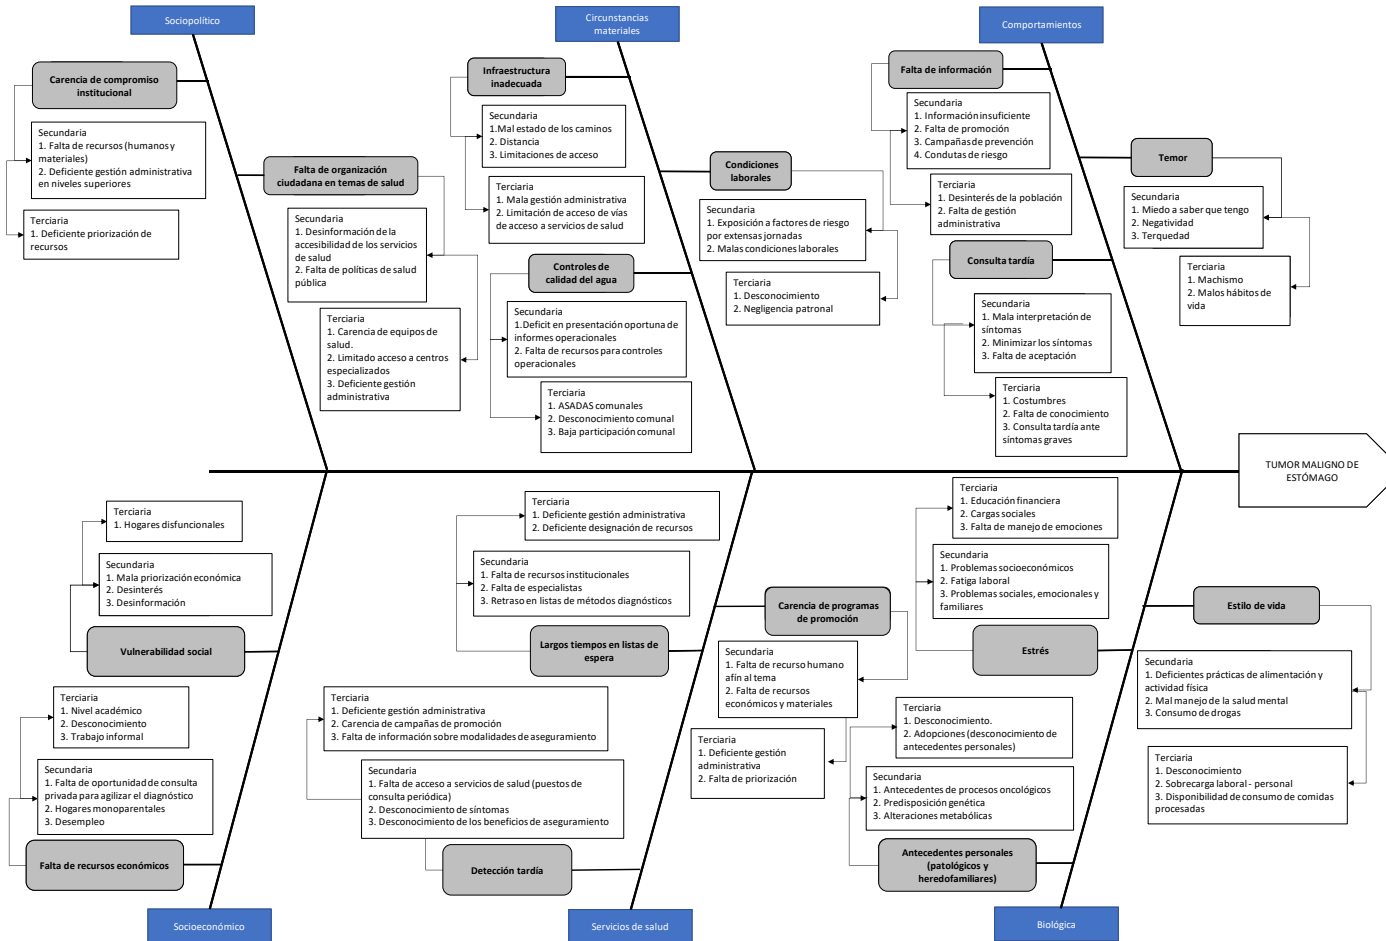 Sociopolítico
Circunstancias
materiales
Comportamientos
Carencia de compromiso
institucional
Secundaria
1. Falta de recursos (humanos y
materiales)
2. Deficiente gestión administrativa
en niveles superiores
Terciaria
1. Deficiente priorización de
recursos
Falta de organización
ciudadana en temas de salud
Secundaria
1. Desinformación de la
accesibilidad de los servicios
de salud
2. Falta de políticas de salud
pública
Terciaria
1. Carencia de equipos de
salud.
2. Limitado acceso a centros
especializados
3. Deficiente gestión
administrativa
Infraestructura
inadecuada
Secundaria
1.Mal estado de los caminos
2. Distancia
3. Limitaciones de acceso
Terciaria
1. Mala gestión administrativa
2. Limitación de acceso de vías
de acceso a servicios de salud
Controles de
calidad del agua
Secundaria
1.Deficit en presentación oportuna de
informes operacionales
2. Falta de recursos para controles
operacionales
Terciaria
1. ASADAS comunales
2. Desconocimiento comunal
3. Baja participación comunal
Condiciones
laborales
Secundaria
1. Exposición a factores de riesgo
por extensas jornadas
2. Malas condiciones laborales
Terciaria
1. Desconocimiento
2. Negligencia patronal
Falta de información
Secundaria
1. Información insuficiente
2. Falta de promoción
3. Campañas de prevención
4. Condutas de riesgo
Terciaria
1. Desinterés de la población
2. Falta de gestión
administrativa
Consulta tardía
Secundaria
1. Mala interpretación de
síntomas
2. Minimizar los síntomas
3. Falta de aceptación
Terciaria
1. Costumbres
2. Falta de conocimiento
3. Consulta tardía ante
síntomas graves
Temor
Secundaria
1. Miedo a saber que tengo
2. Negatividad
3. Terquedad
Terciaria
1. Machismo
2. Malos hábitos de
vida
TUMOR MALIGNO DE
ESTÓMAGO
Terciaria
1. Hogares disfuncionales
Secundaria
1. Mala priorización económica
2. Desinterés
3. Desinformación
Vulnerabilidad social
Terciaria
1. Nivel académico
2. Desconocimiento
3. Trabajo informal
Secundaria
1. Falta de oportunidad de consulta
privada para agilizar el diagnóstico
2. Hogares monoparentales
3. Desempleo
Falta de recursos económicos
Socioeconómico
Terciaria
1. Deficiente gestión administrativa
2. Deficiente designación de recursos
Secundaria
1. Falta de recursos institucionales
2. Falta de especialistas
3. Retraso en listas de métodos diagnósticos
Largos tiempos en listas de
espera
Terciaria
1. Deficiente gestión administrativa
2. Carencia de campañas de promoción
3. Falta de información sobre modalidades de aseguramiento
Secundaria
1. Falta de acceso a servicios de salud (puestos de
consulta periódica)
2. Desconocimiento de síntomas
3. Desconocimiento de los beneficios de aseguramiento
Detección tardía
Carencia de programas
de promoción
Secundaria
1. Falta de recurso humano
afín al tema
2. Falta de recursos
económicos y materiales
Terciaria
1. Deficiente gestión
administrativa
2. Falta de priorización
Servicios de salud
Terciaria
1. Educación financiera
2. Cargas sociales
3. Falta de manejo de emociones
Secundaria
1. Problemas socioeconómicos
2. Fatiga laboral
3. Problemas sociales, emocionales y
familiares
Estrés
Terciaria
1. Desconocimiento.
2. Adopciones (desconocimiento de
antecedentes personales)
Secundaria
1. Antecedentes de procesos oncológicos
2. Predisposición genética
3. Alteraciones metabólicas
Antecedentes personales
(patológicos y
heredofamiliares)
Estilo de vida
Secundaria
1. Deficientes prácticas de alimentación y
actividad física
2. Mal manejo de la salud mental
3. Consumo de drogas
Terciaria
1. Desconocimiento
2. Sobrecarga laboral - personal
3. Disponibilidad de consumo de comidas
procesadas
Biológica